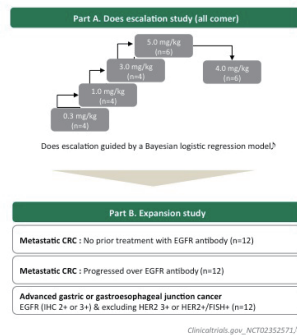 Part A. Does escalation study (all comer)
5.0 mg/kg
(n=6)
3.0 mg/kg
(n=4)
4.0 mg/kg
(n=6)
1.0 mg/kg
(n=4)
0.3 mg/kg
(n=4)
Does escalation guided by a Bayesian logistic regression model
Part B. Expansion study
Metastatic CRC : No prior treatment with EGFR antibody (n=12)
Metastatic CRC : Progressed over EGFR antibody (n=12)
Advanced gastric or gastroesophageal junction cancer
EGFR (IHC 2+ or 3+) & excluding HER2 3+ or HER2+/FISH+ (n=12)
Clinicaltrials.gov_NCT02352571,